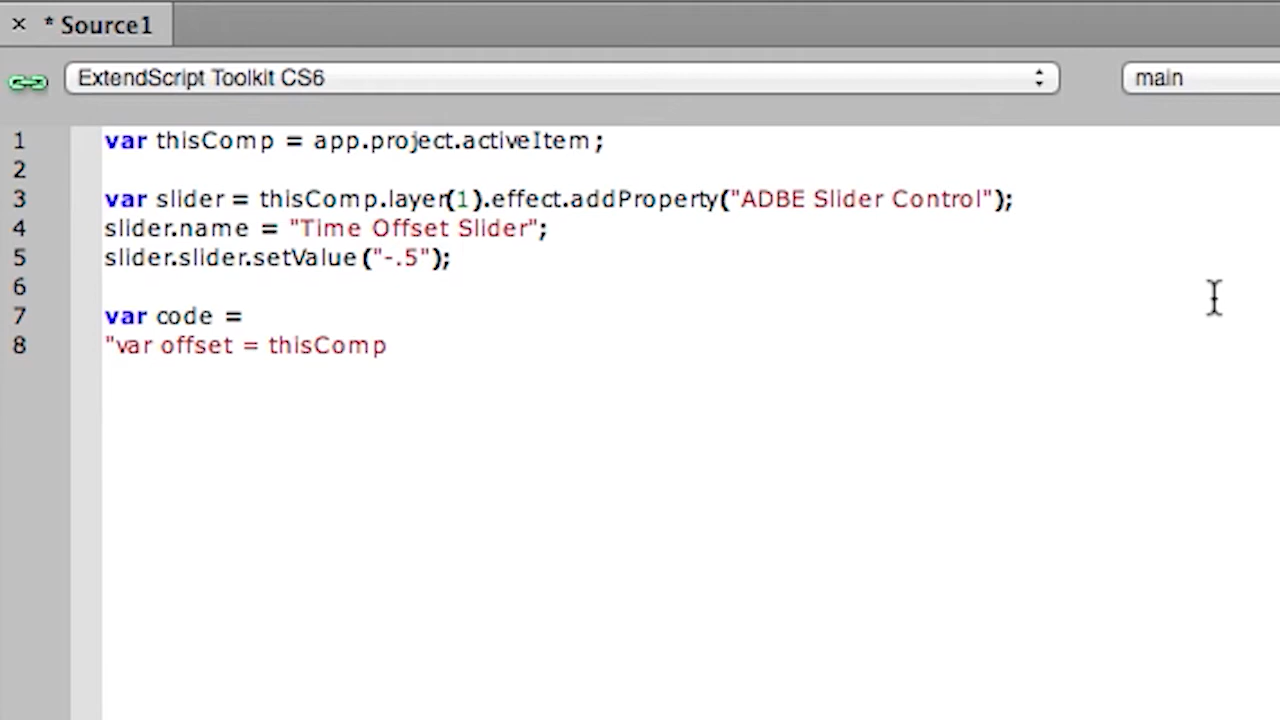 × * Source1
ExtendScript Toolkit CS6 main
1 var thisComp = app.project.activeItem;
2
3 var slider = thisComp.layer(1).effect.addProperty("ADBE Slider Control");
4 slider.name = "Time Offset Slider";
5 slider.slider.setValue("-.5");
6
7 var code =
8 "var offset = thisComp